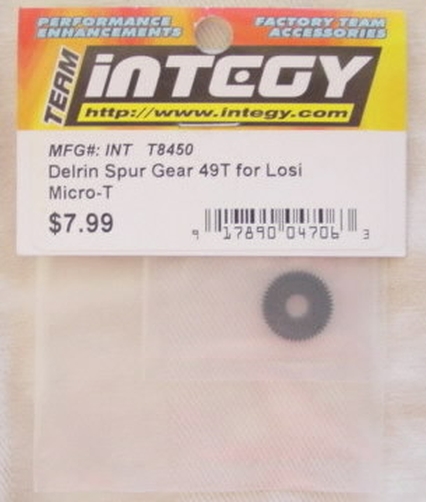 PERFORMANCE
ENHANCEMENTS
FACTORY TEAM
ACCESSORIES
TEAM
iNTEGY
http://www.integy.com
MFG#: INT T8450
Delrin Spur Gear 49T for Losi
Micro-T
$7.99
9 17890 04706 3